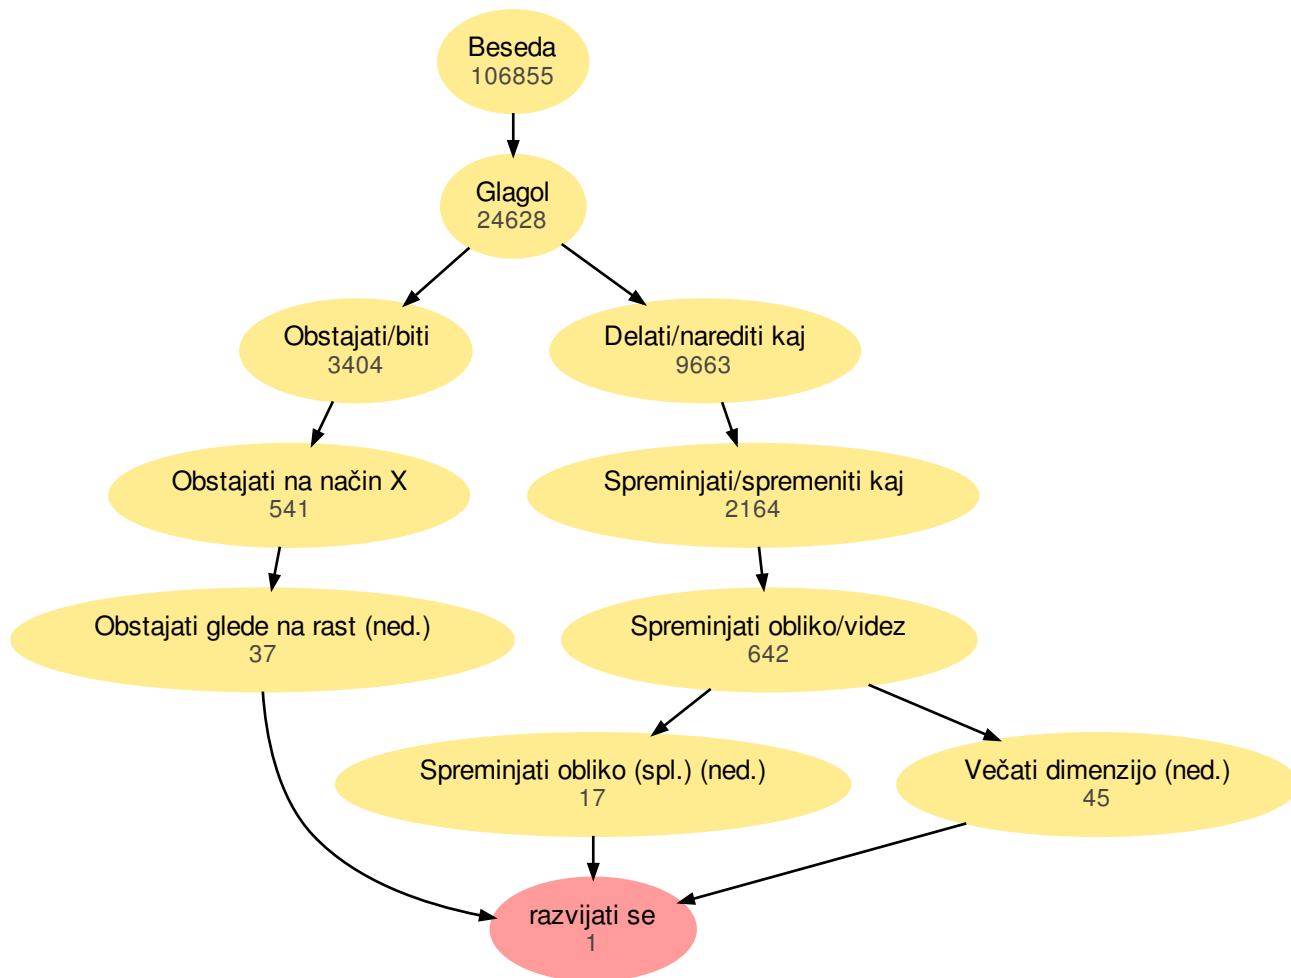 Beseda
106855
Glagol
24628
Obstajati/biti
3404
Delati/narediti kaj
9663
Obstajati na način X
541
Spreminjati/spremeniti kaj
2164
Obstajati glede na rast (ned.)
37
Spreminjati obliko/videz
642
Spreminjati obliko (spl.) (ned.)
17
Večati dimenzijo (ned.)
45
razvijati se
1